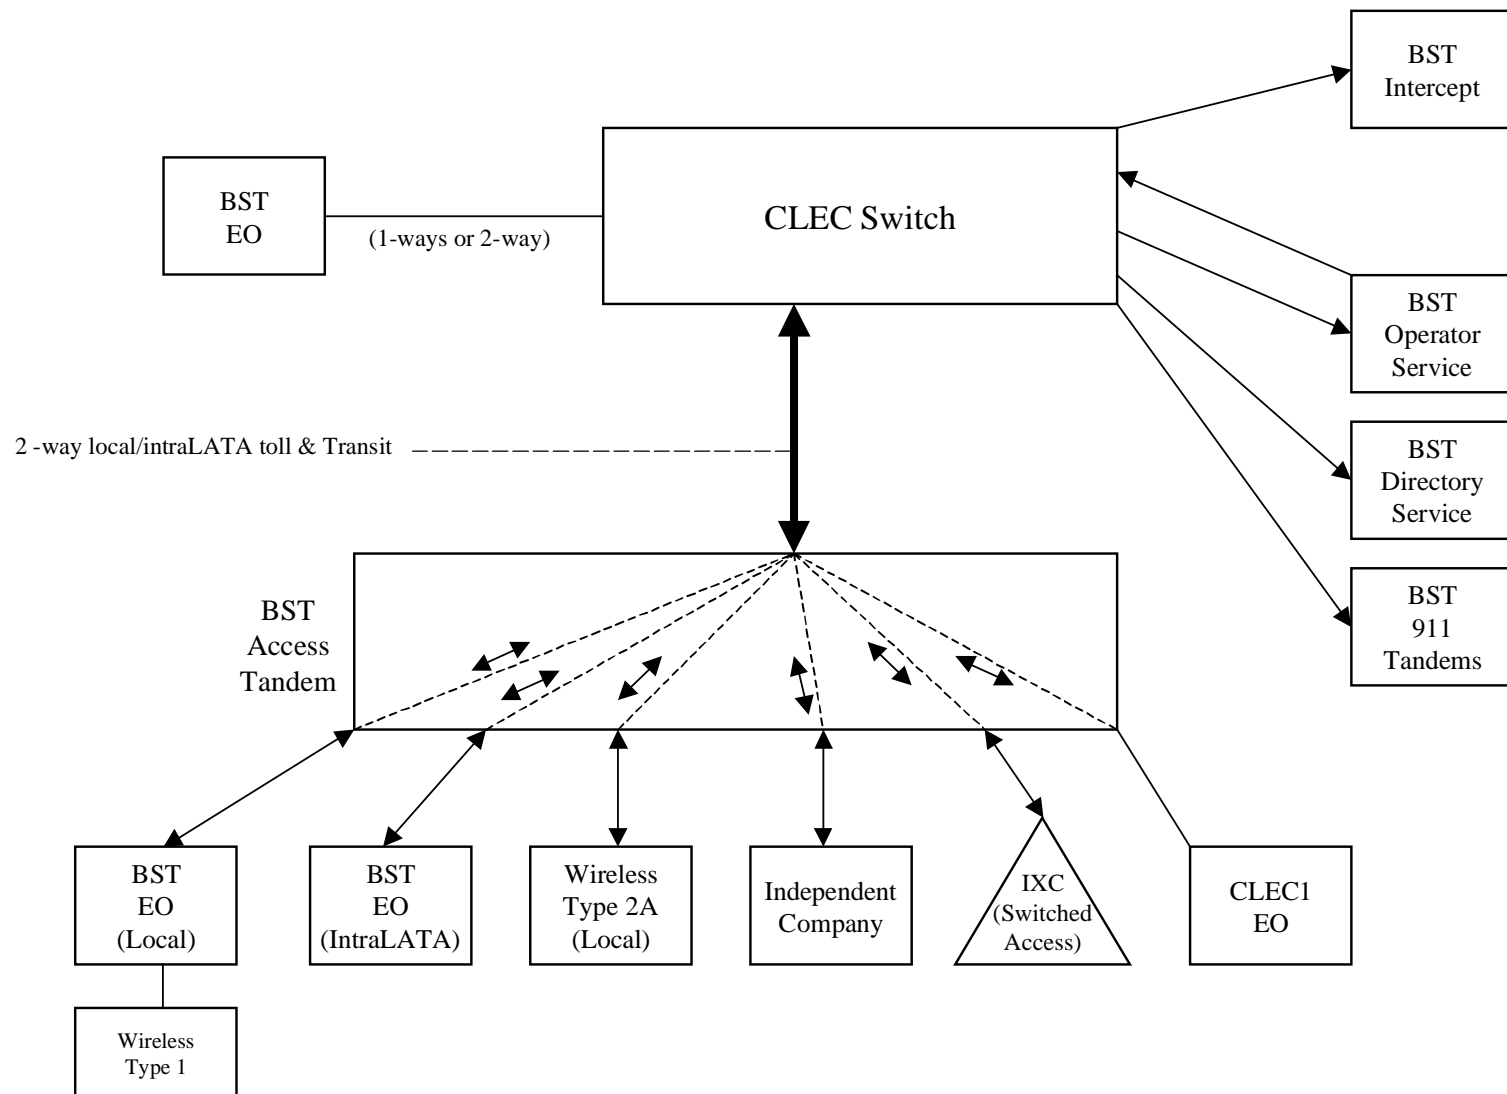 BST
Intercept
BST
EO
(1-ways or 2-way)
CLEC Switch
BST
Operator
Service
2 -way local/intraLATA toll & Transit
BST
Directory
Service
BST
Access
Tandem
BST
911
Tandems
BST
EO
(Local)
BST
EO
(IntraLATA)
Wireless
Type 2A
(Local)
Independent
Company
IXC
(Switched
Access)
CLEC1
EO
Wireless
Type 1